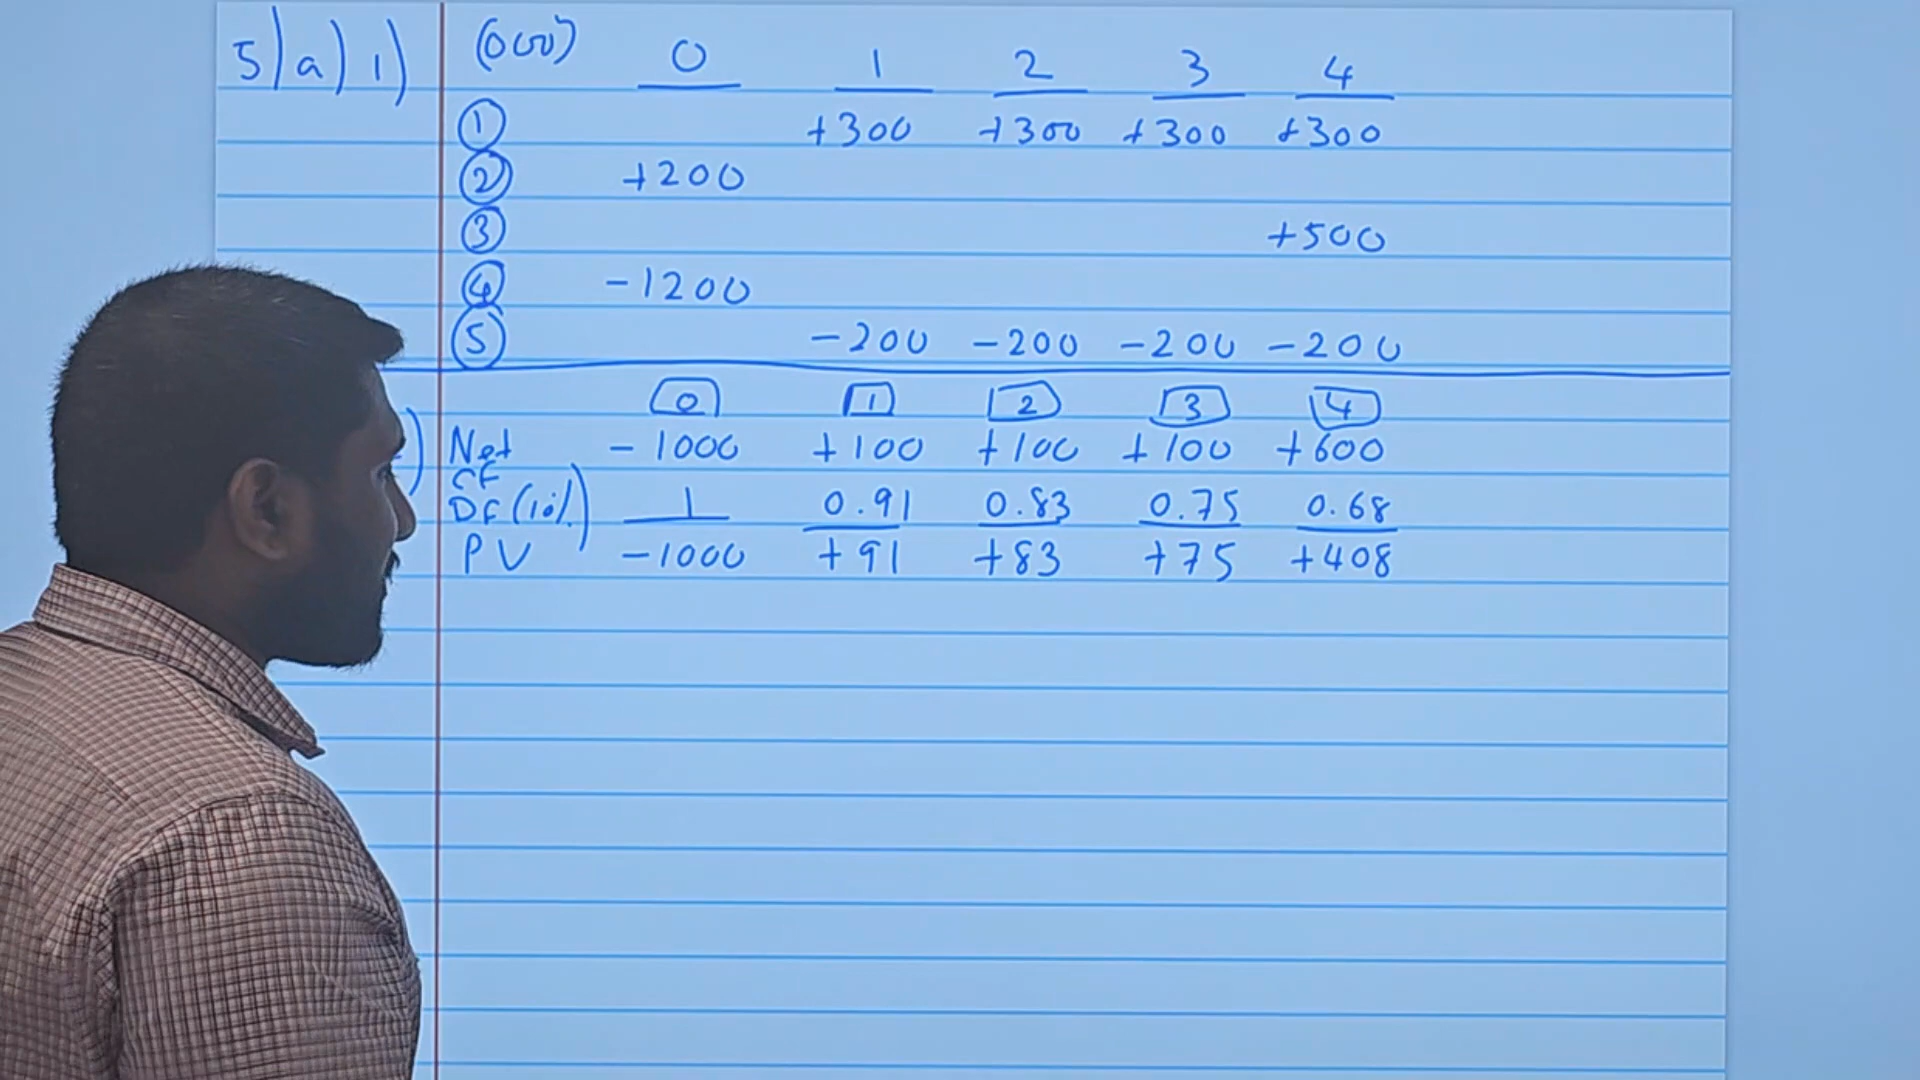 5) a) 1) (000) 0 1 2 3 4
① +300 +300 +300 +300
② +200
③ +500
④ -1200
⑤ -200 -200 -200 -200
0 1 2 3 4
) Net - 1000 +100 +100 +100 +600
CF
DF (10%) 1 0.91 0.83 0.75 0.68
PV -1000 +91 +83 +75 +408